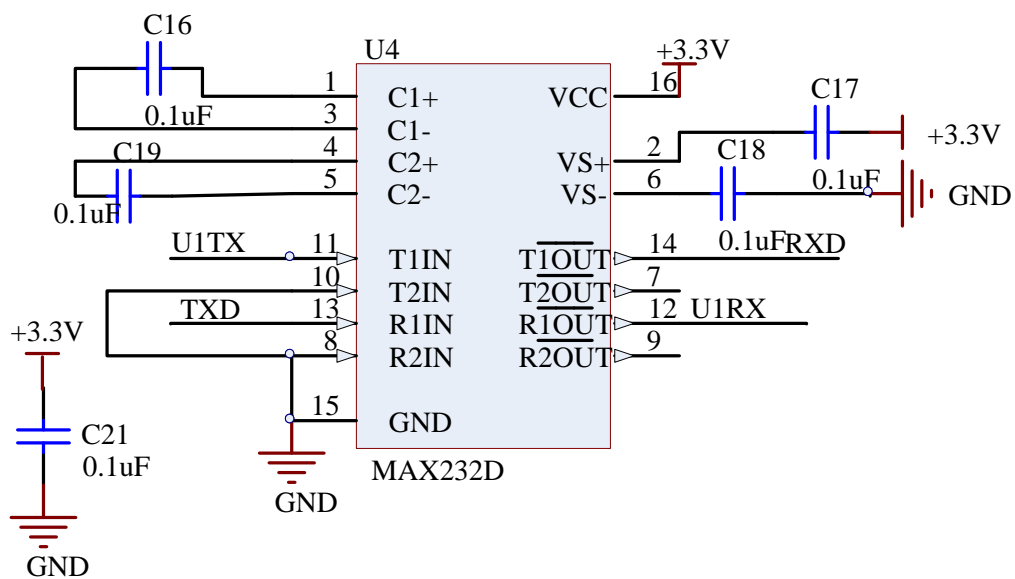 C16
U4
+3.3V
1
C1+
VCC
16
C17
0.1uF
3
C1-
+3.3V
C19
4
C2+
VS+
2
C18
0.1uF
5
C2-
VS-
6
0.1uF
GND
U1TX
11
T1IN
T1OUT
14
0.1uF
RXD
10
T2IN
T2OUT
7
TXD
13
R1IN
R1OUT
12
U1RX
+3.3V
8
R2IN
R2OUT
9
15
GND
C21
0.1uF
MAX232D
GND
GND